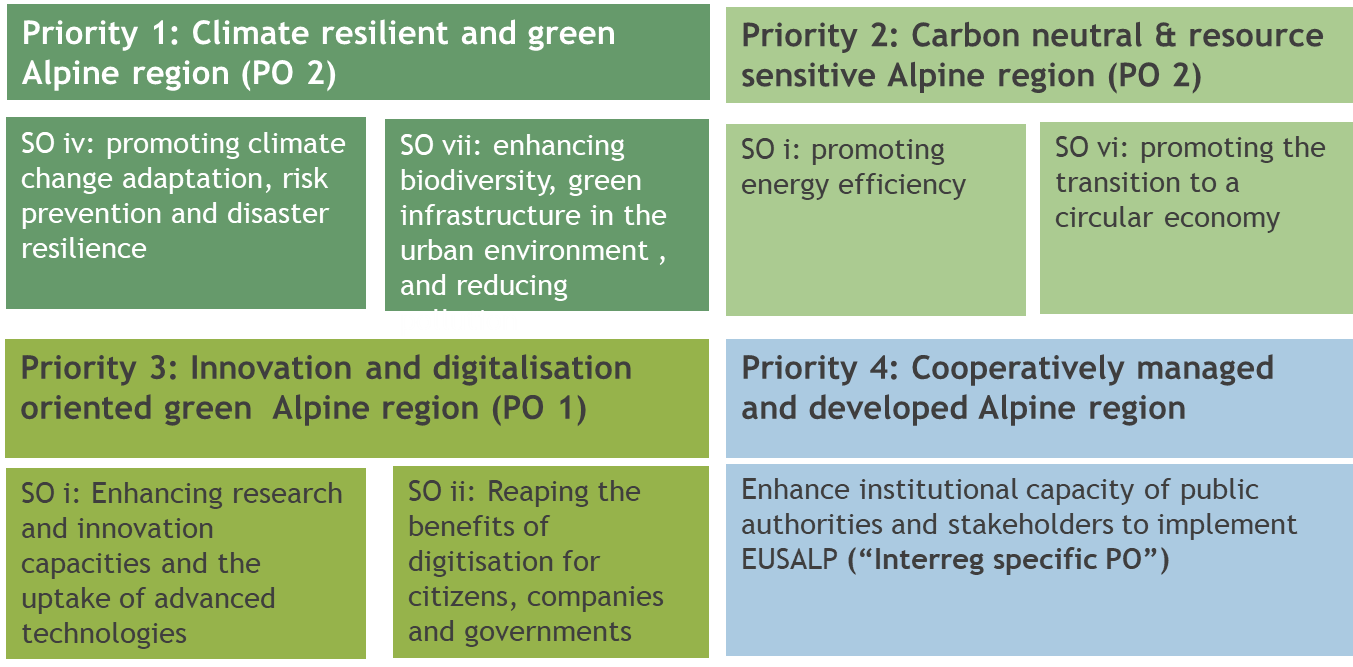 Priority 1: Climate resilient and green
Alpine region (PO 2)
SO iv: promoting climate
change adaptation, risk
prevention and disaster
resilience
SO vii: enhancing
biodiversity, green
infrastructure in the
urban environment ,
and reducing
Priority 2: Carbon neutral & resource
sensitive Alpine region (PO 2)
SO i: promoting
energy efficiency
SO vi: promoting the
transition to a
circular economy
Priority 3: Innovation and digitalisation
oriented green  Alpine region (PO 1)
SO i: Enhancing research
and innovation
capacities and the
uptake of advanced
technologies
SO ii: Reaping the
benefits of
digitisation for
citizens, companies
and governments
Priority 4: Cooperatively managed
and developed Alpine region
Enhance institutional capacity of public
authorities and stakeholders to implement
EUSALP (“Interreg specific PO”)